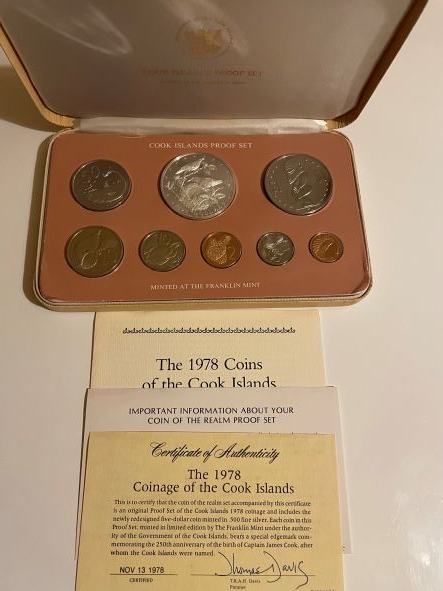 COOK ISLANDS PROOF SET
50
MINTED AT THE FRANKLIN MINT
The 1978 Coins
of the Cook Islands
IMPORTANT INFORMATION ABOUT YOUR
COIN OF THE REALM PROOF SET
Certificate of Authenticity
The 1978
Coinage of the Cook Islands
This is to certify that the coin of the realm set accompanied by this certificate
is an original Proof Set of the Cook Islands 1978 coinage and includes the
newly redesigned five-dollar coin minted in .500 fine silver. Each coin in this
Proof Set, minted in limited edition by The Franklin Mint under the author-
ity of the Government of the Cook Islands, bears a special edgemark com-
memorating the 250th anniversary of the birth of Captain James Cook, after
whom the Cook Islands were named.
NOV 13 1978
CERTIFIED
Thomas Davis
T.R.A.H. Davis
Premier